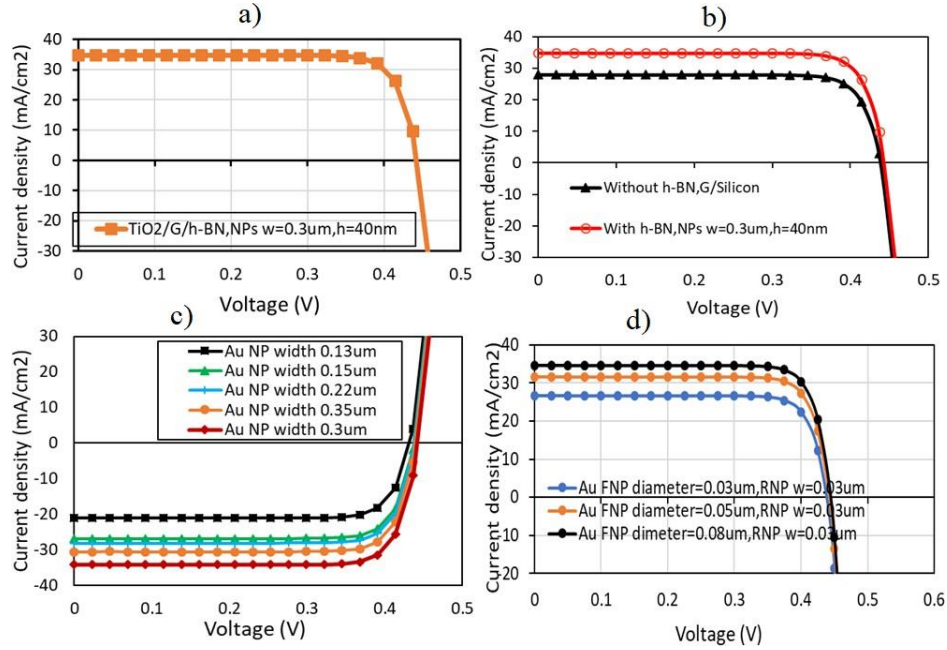 a)
Current density (mA/cm2)
40
30
20
10
0
-10
-20
-30
0
0.1
0.2
0.3
0.4
0.5
TiO2/G/h-BN,NPs w=0.3um,h=40nm
Voltage (V)
b)
Current density (mA/cm2)
40
30
20
10
0
-10
-20
-30
0
0.1
0.2
0.3
0.4
0.5
Without h-BN,G/Silicon
With h-BN,NPs w=0.3um,h=40nm
Voltage (V)
c)
Current density (mA/cm2)
30
20
10
0
-10
-20
-30
-40
Au NP width 0.13um
Au NP width 0.15um
Au NP width 0.22um
Au NP width 0.35um
Au NP width 0.3um
0
0.1
0.2
0.3
0.4
0.5
Voltage (V)
d)
Current density (mA/cm2)
40
30
20
10
0
10
20
Au FNP diameter=0.03um,RNP w=0.03um
Au FNP diameter=0.05um,RNP w=0.03um
Au FNP dimeter=0.08um,RNP w=0.03um
0
0.1
0.2
0.3
0.4
0.5
0.6
Voltage (V)